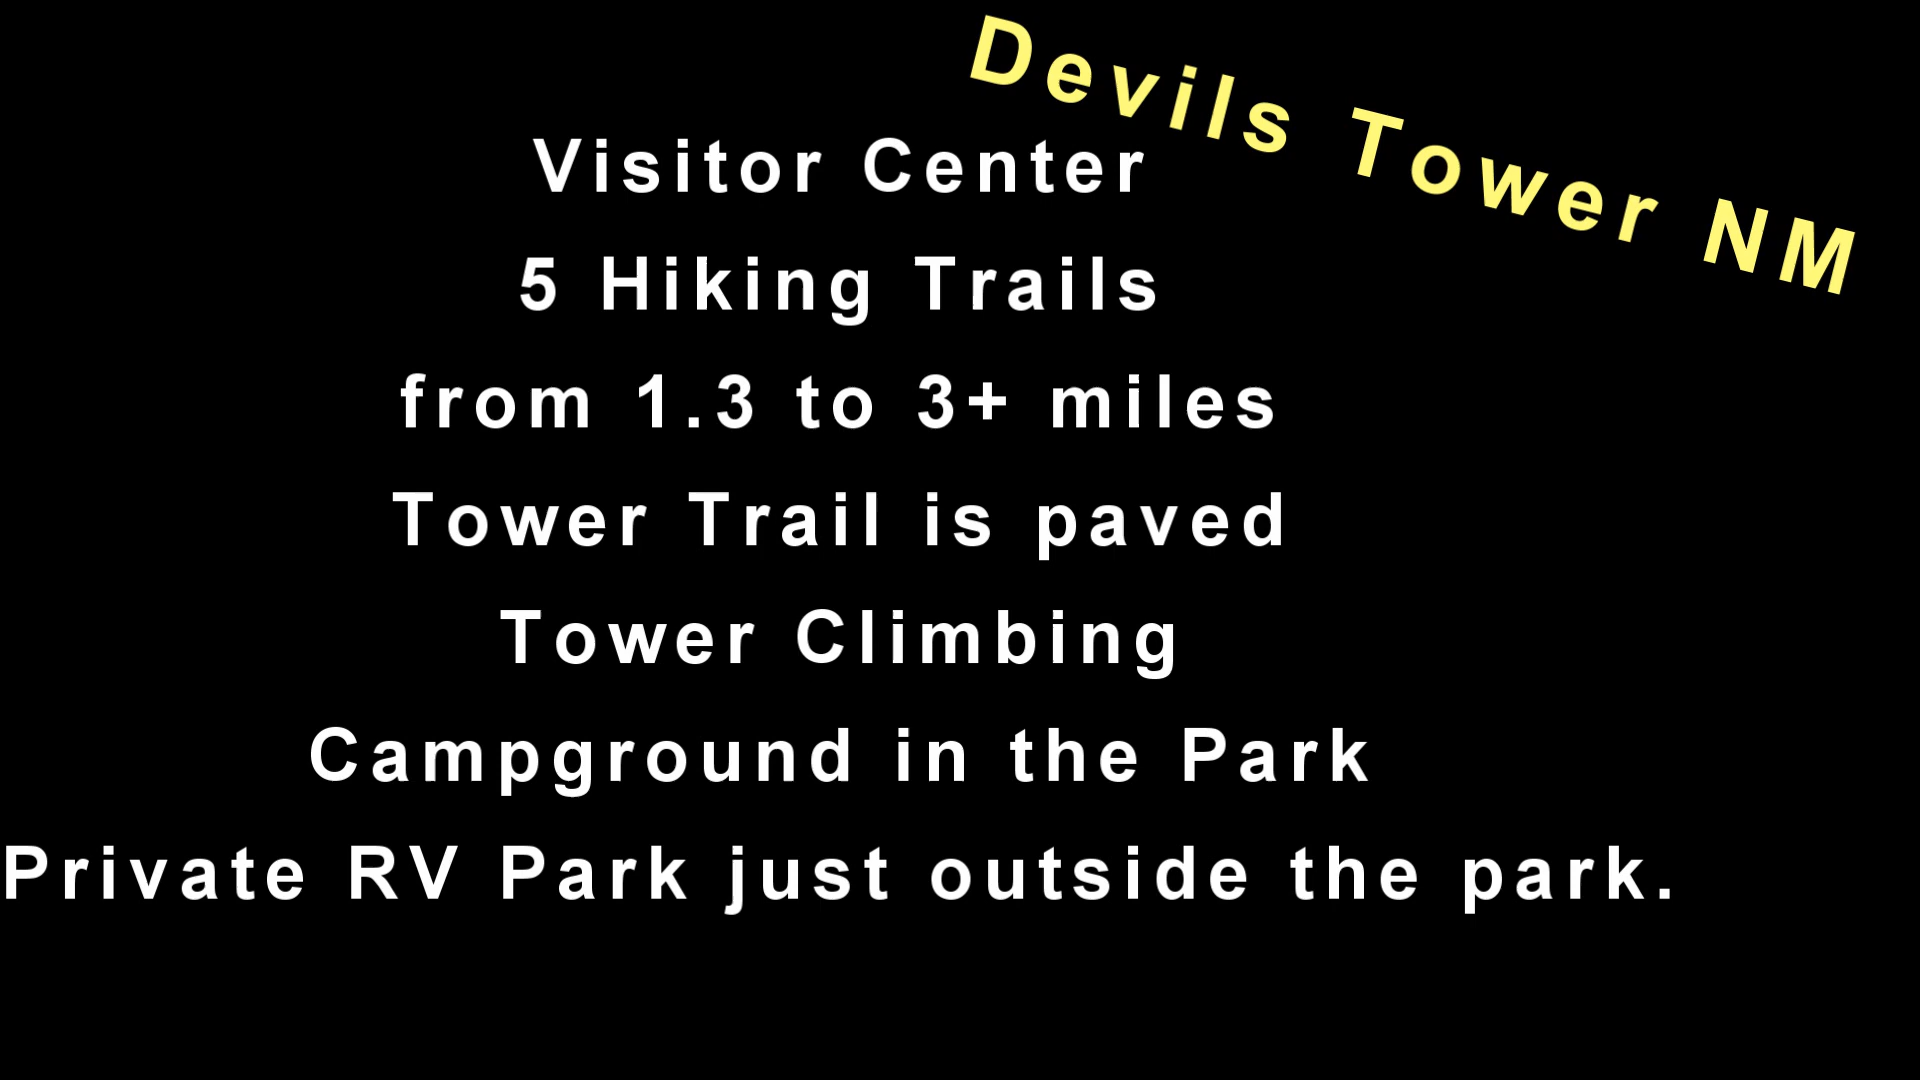 Devils Tower NM
Visitor Center
5 Hiking Trails
from 1.3 to 3+ miles
Tower Trail is paved
Tower Climbing
Campground in the Park
Private RV Park just outside the park.